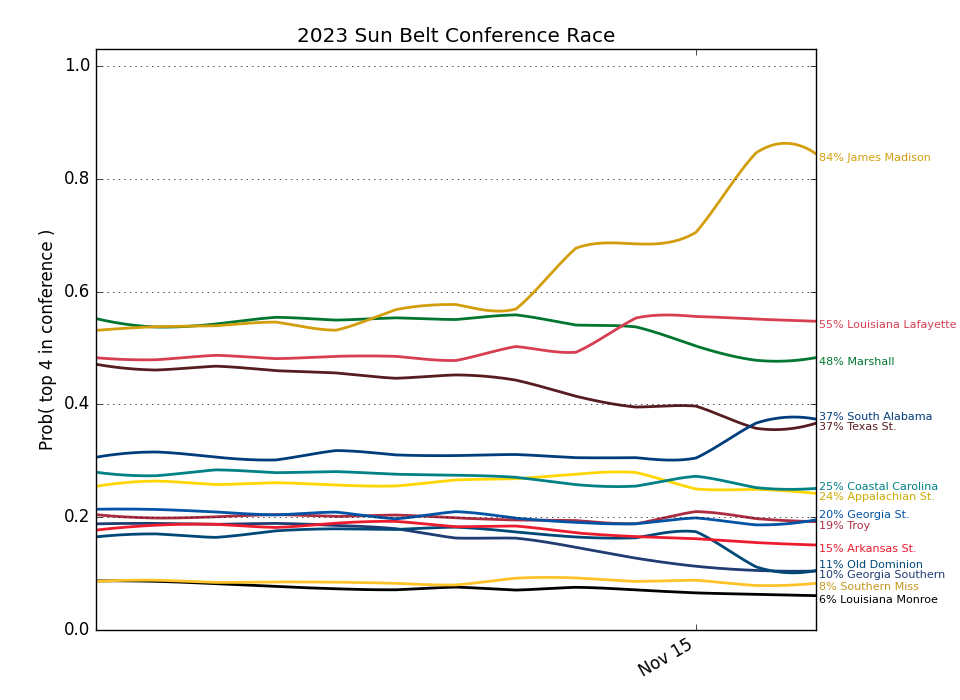 2023 Sun Belt Conference Race
Prob( top 4 in conference )
1.0
0.8
0.6
0.4
0.2
0.0
Nov 15
84% James Madison
55% Louisiana Lafayette
48% Marshall
37% South Alabama
37% Texas St.
25% Coastal Carolina
24% Appalachian St.
20% Georgia St.
19% Troy
15% Arkansas St.
11% Old Dominion
10% Georgia Southern
8% Southern Miss
6% Louisiana Monroe